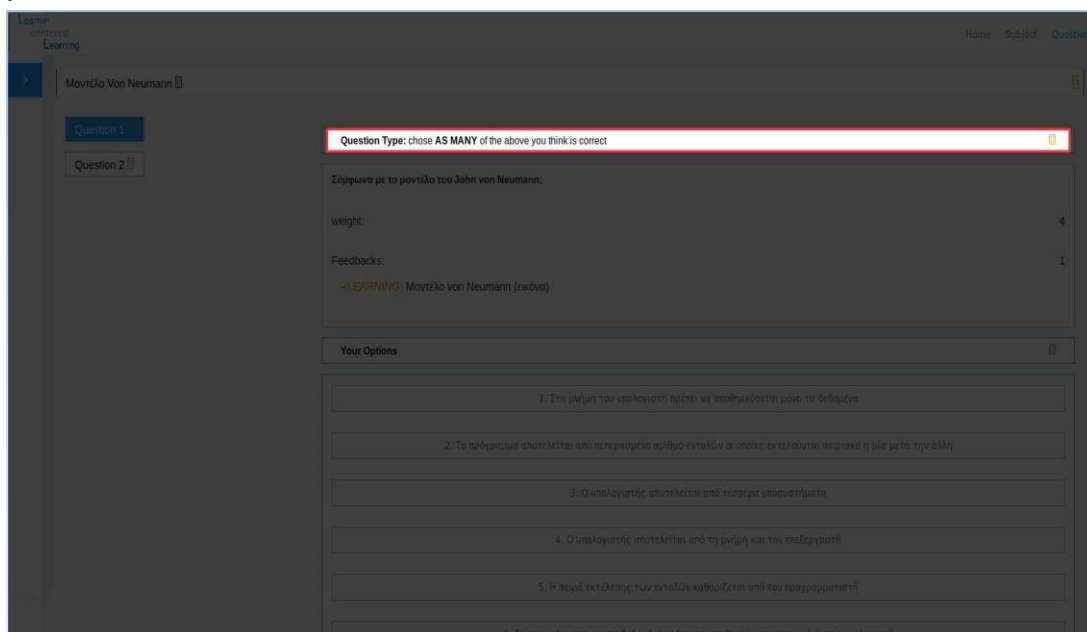 Learner
centered
Learning
Home Subject Question
Μοντέλο Von Neumann
Question 1
Question 2
Question Type: chose AS MANY of the above you think is correct
Σύμφωνα με το μοντέλο του John von Neumann:
weight: 4
Feedbacks: 1
-(LEARNING) Μοντέλο von Neumann (εικόνα)
Your Options
1. Στη μνήμη του υπολογιστή πρέπει να αποθηκεύονται μόνο τα δεδομένα
2. Το πρόγραμμα αποτελείται από πεπερασμένο αριθμό εντολών οι οποίες εκτελούνται σειριακά η μία μετά την άλλη
3. Ο υπολογιστής αποτελείται από τέσσερα υποσυστήματα
4. Ο υπολογιστής αποτελείται από τη μνήμη και τον επεξεργαστή
5. Η σειρά εκτέλεσης των εντολών καθορίζεται από τον προγραμματιστή